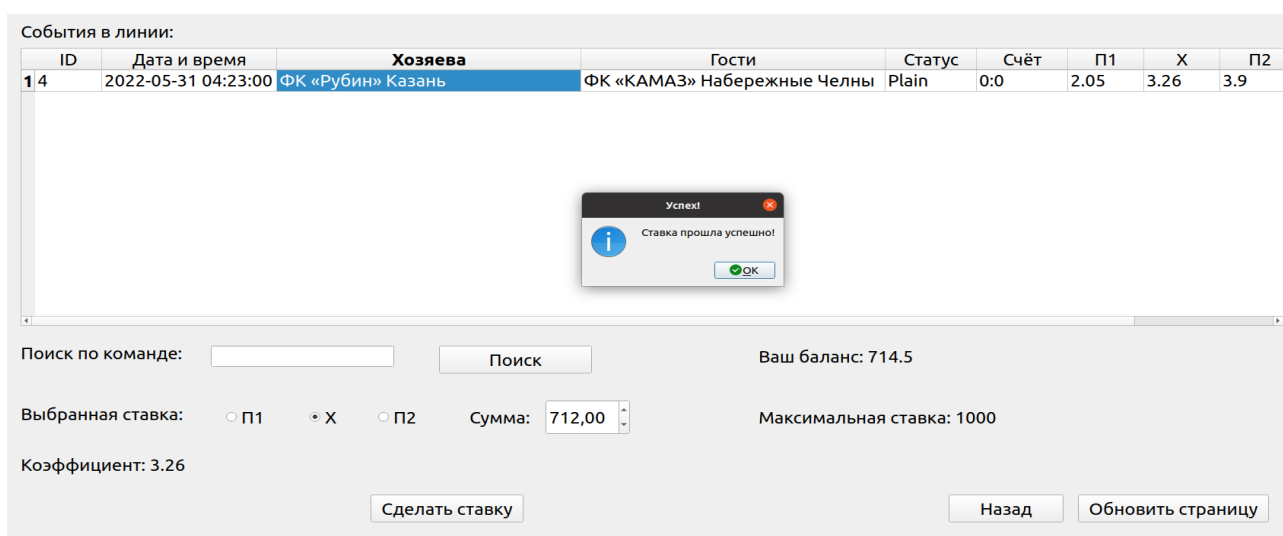 События в линии:
ID Дата и время Хозяева Гости Статус Счёт П1 X П2
1 4 2022-05-31 04:23:00 ФК «Рубин» Казань ФК «КАМАЗ» Набережные Челны Plain 0:0 2.05 3.26 3.9
Успех!
Ставка прошла успешно!
OK
Поиск по команде: Поиск Ваш баланс: 714.5
Выбранная ставка: П1 X П2 Сумма: 712,00 Максимальная ставка: 1000
Коэффициент: 3.26
Сделать ставку Назад Обновить страницу